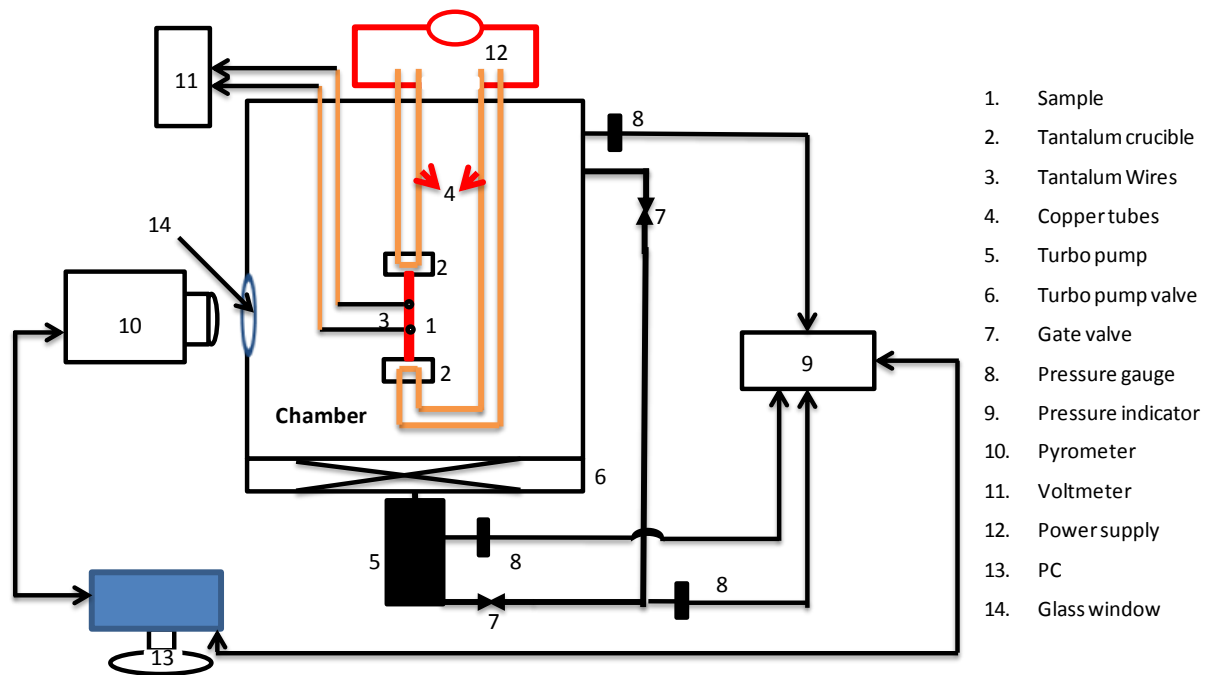 12
11
8
4
7
14
2
10
3 1
9
2
Chamber
6
5
8
8
7
13
1. Sample
2. Tantalum crucible
3. Tantalum Wires
4. Copper tubes
5. Turbo pump
6. Turbo pump valve
7. Gate valve
8. Pressure gauge
9. Pressure indicator
10. Pyrometer
11. Voltmeter
12. Power supply
13. PC
14. Glass window